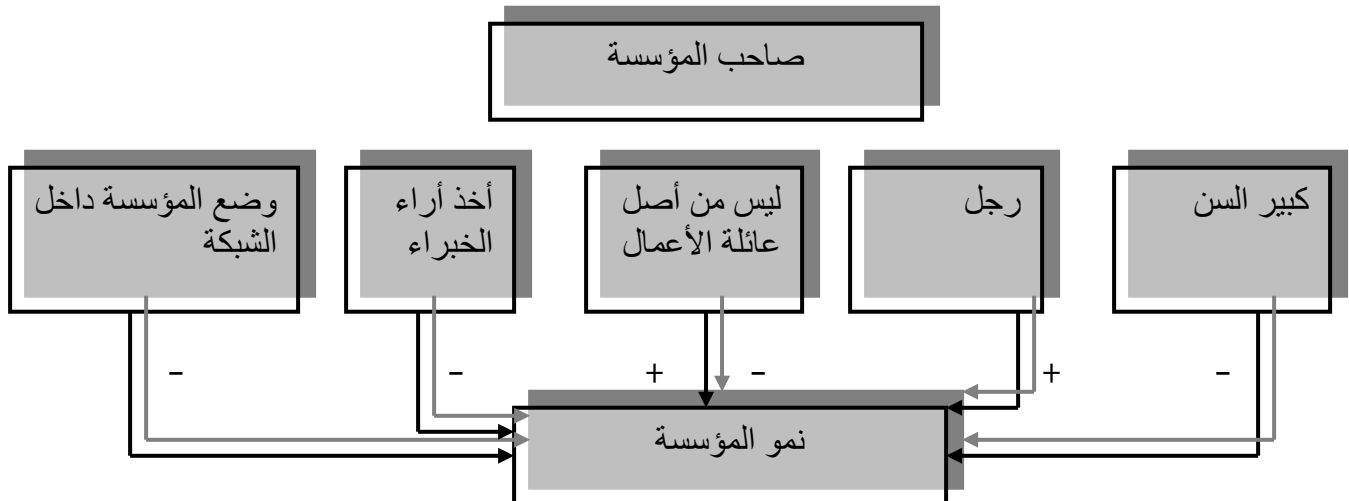 صاحب المؤسسة
كبير السن
رجل
ليس من أصل
عائلة الأعمال
أخذ أراء
الخبراء
وضع المؤسسة داخل
الشبكة
-
+
- +
-
-
نمو المؤسسة